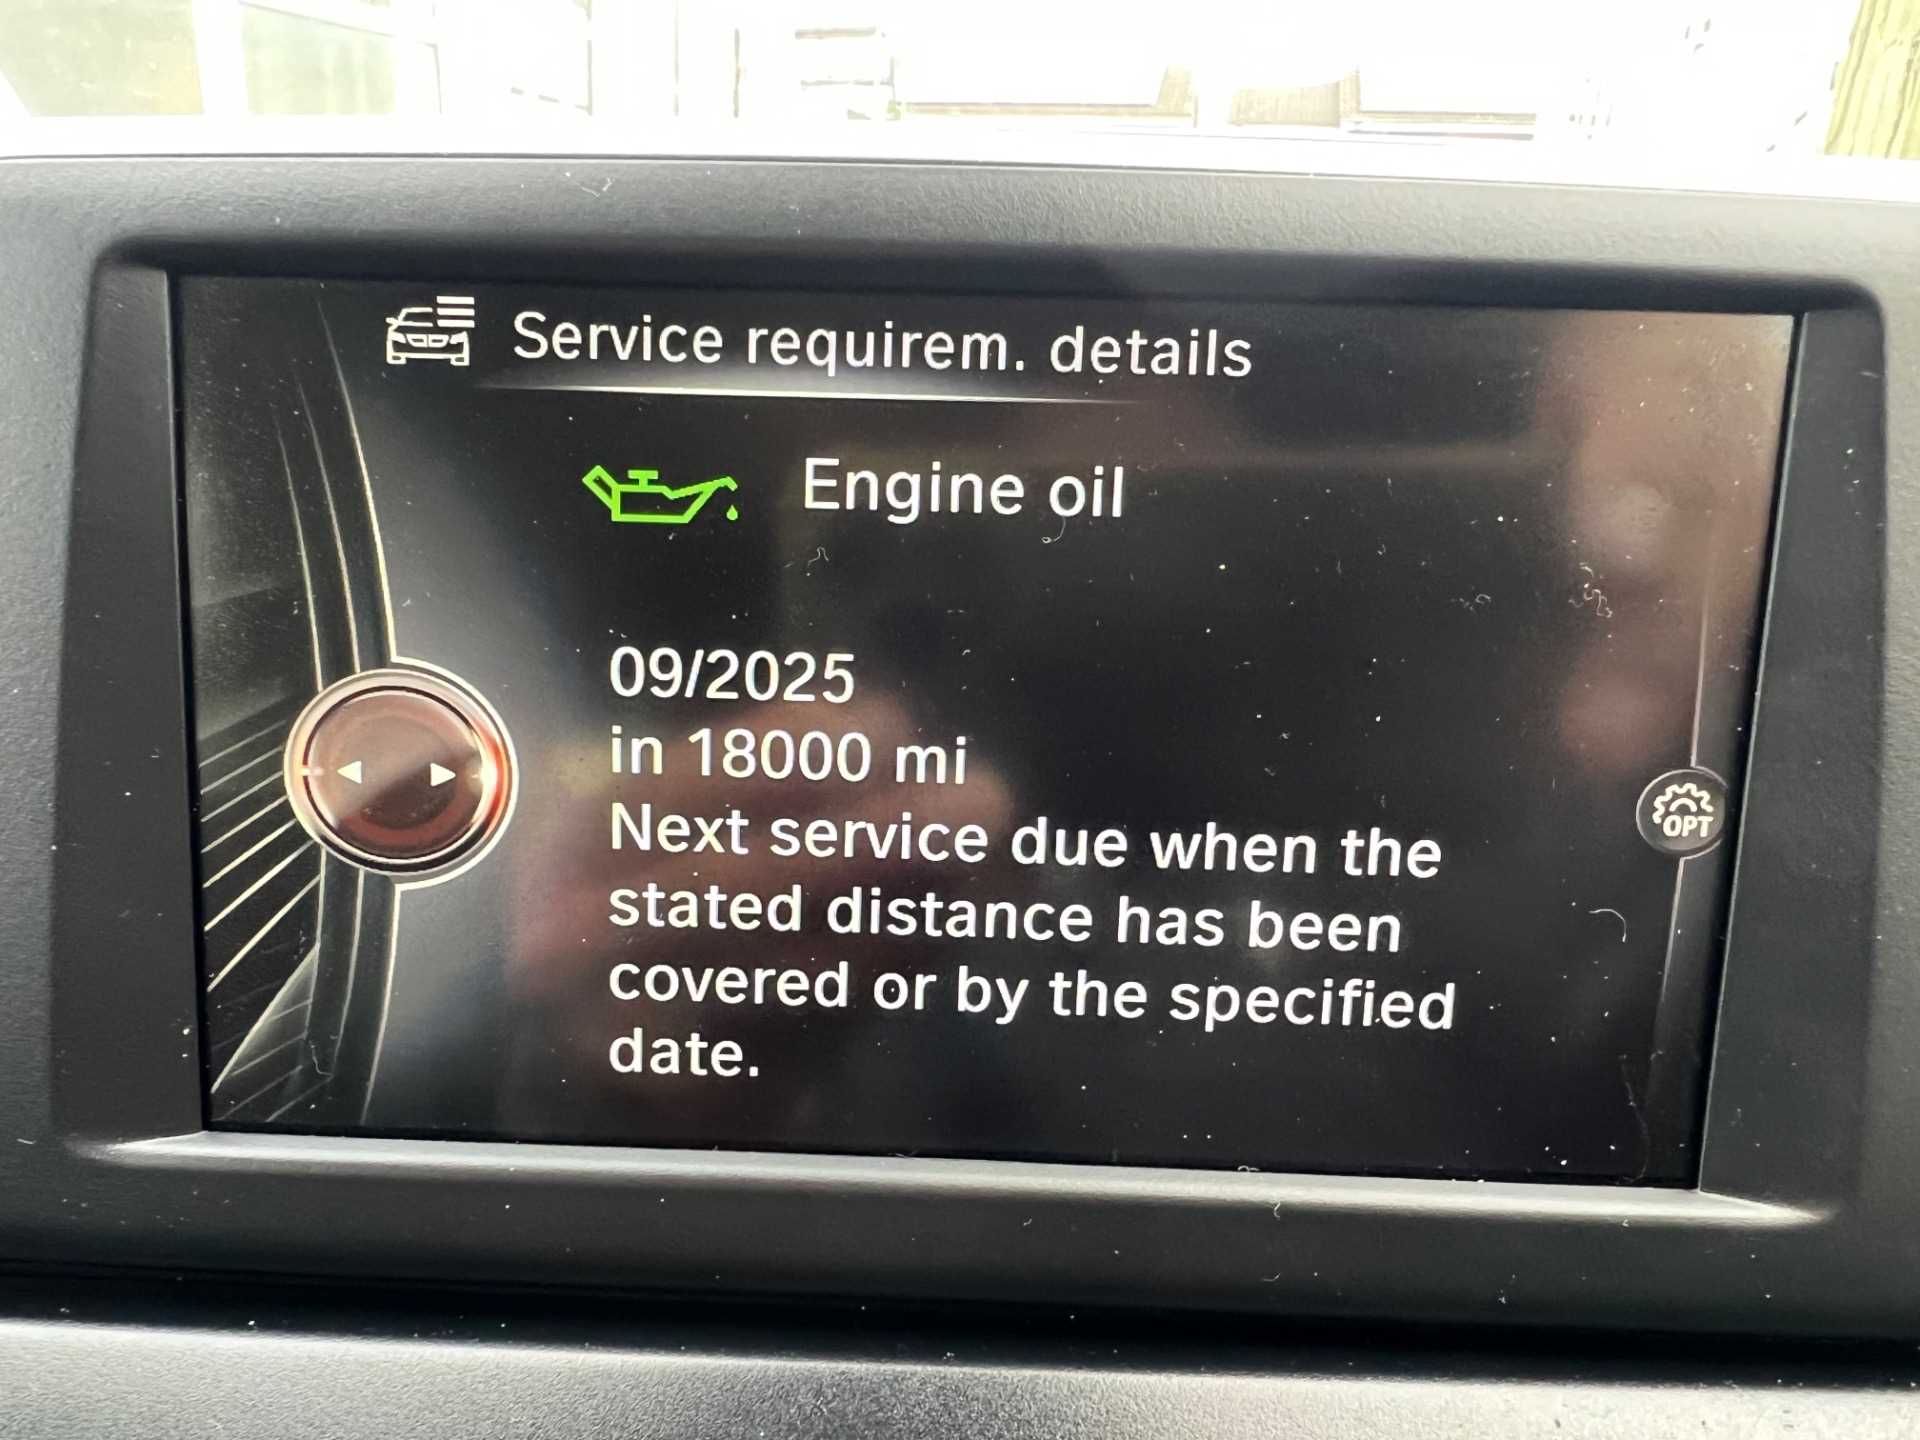 Service requirem. details
Engine oil
09/2025
in 18000 mi
Next service due when the
stated distance has been
covered or by the specified
date.
OPT